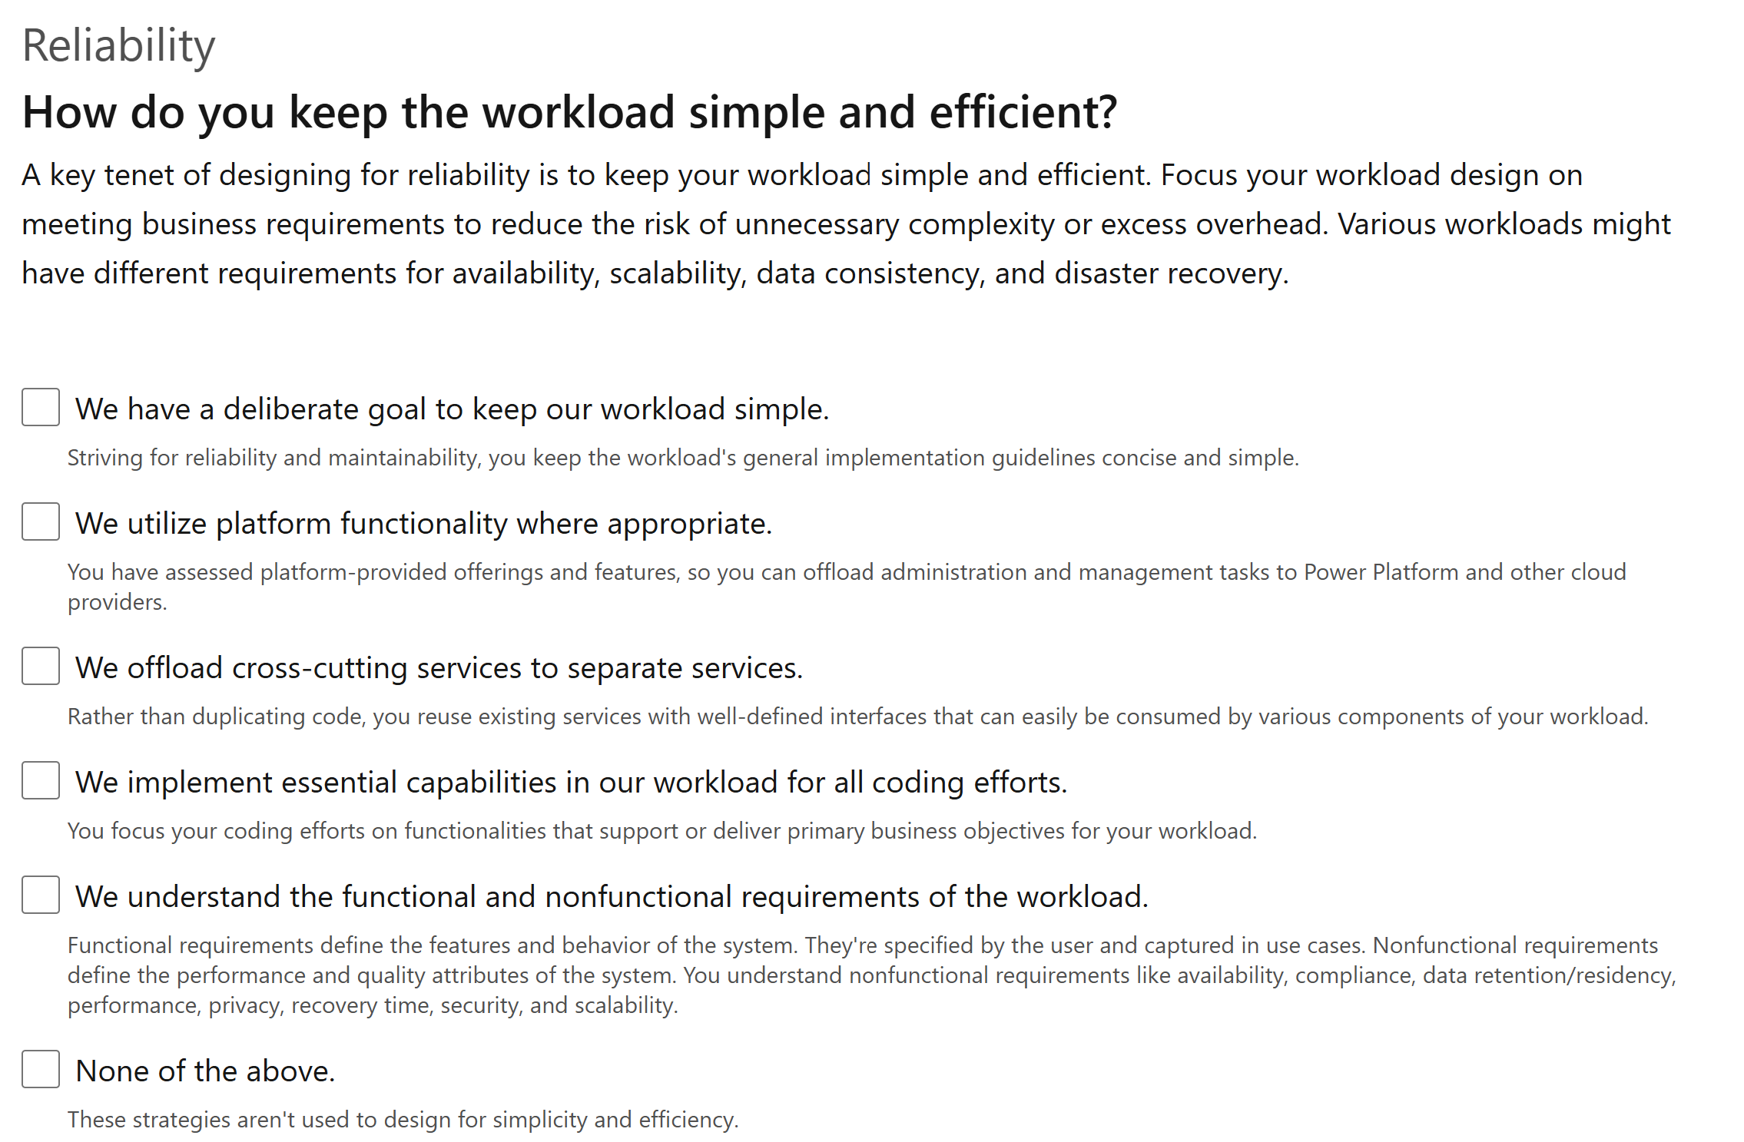 Reliability
How do you keep the workload simple and efficient?
A key tenet of designing for reliability is to keep your workload simple and efficient. Focus your workload design on
meeting business requirements to reduce the risk of unnecessary complexity or excess overhead. Various workloads might
have different requirements for availability, scalability, data consistency, and disaster recovery.
We have a deliberate goal to keep our workload simple.
Striving for reliability and maintainability, you keep the workload's general implementation guidelines concise and simple.
We utilize platform functionality where appropriate.
You have assessed platform-provided offerings and features, so you can offload administration and management tasks to Power Platform and other cloud
providers.
We offload cross-cutting services to separate services.
Rather than duplicating code, you reuse existing services with well-defined interfaces that can easily be consumed by various components of your workload.
We implement essential capabilities in our workload for all coding efforts.
You focus your coding efforts on functionalities that support or deliver primary business objectives for your workload.
We understand the functional and nonfunctional requirements of the workload.
Functional requirements define the features and behavior of the system. They're specified by the user and captured in use cases. Nonfunctional requirements
define the performance and quality attributes of the system. You understand nonfunctional requirements like availability, compliance, data retention/residency,
performance, privacy, recovery time, security, and scalability.
None of the above.
These strategies aren't used to design for simplicity and efficiency.